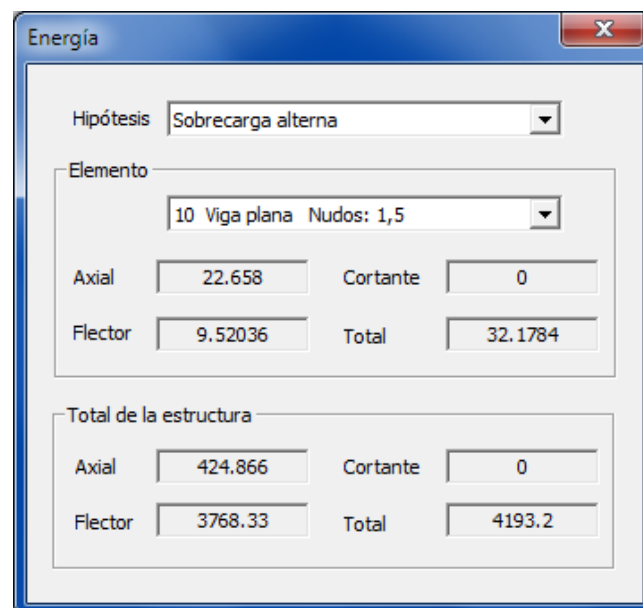 Energía
Hipótesis Sobrecarga alterna
Elemento
10 Viga plana Nudos: 1,5
Axial 22.658 Cortante 0
Flector 9.52036 Total 32.1784
Total de la estructura
Axial 424.866 Cortante 0
Flector 3768.33 Total 4193.2